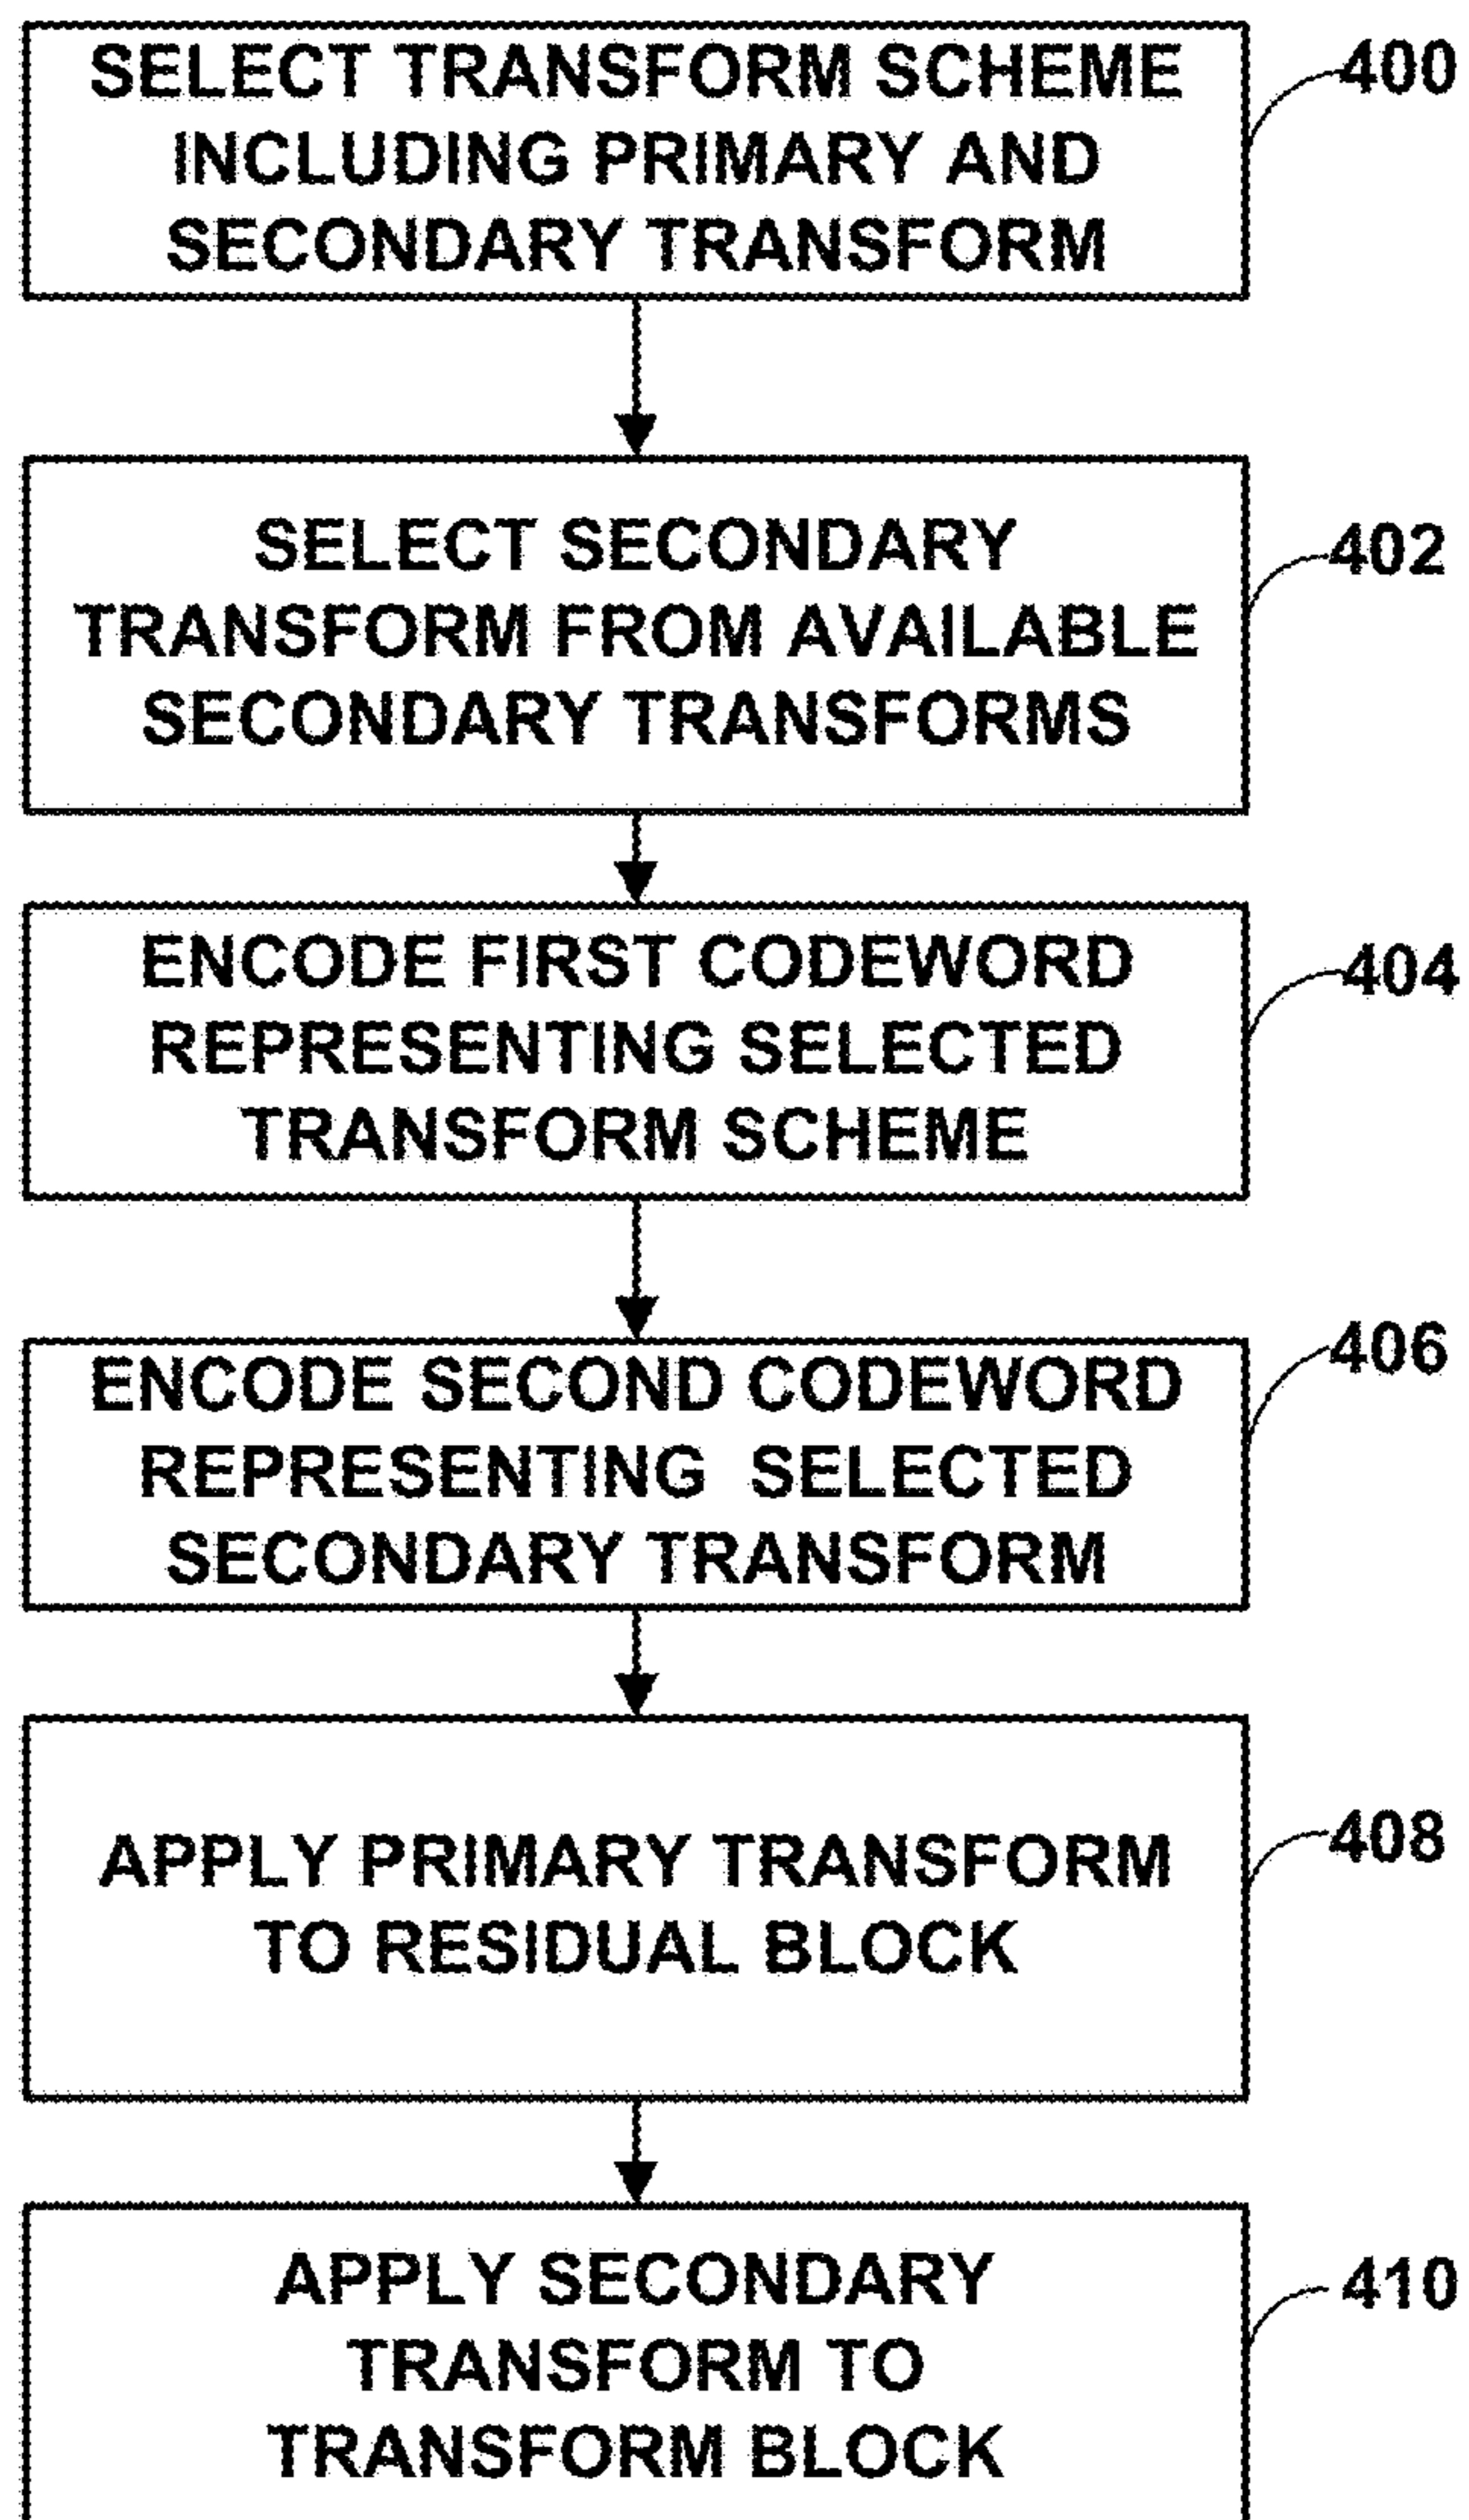 SELECT TRANSFORM SCHEME
INCLUDING PRIMARY AND
SECONDARY TRANSFORM
400
SELECT SECONDARY
TRANSFORM FROM AVAILABLE
SECONDARY TRANSFORMS
402
ENCODE FIRST CODEWORD
REPRESENTING SELECTED
TRANSFORM SCHEME
404
ENCODE SECOND CODEWORD
REPRESENTING SELECTED
SECONDARY TRANSFORM
406
APPLY PRIMARY TRANSFORM
TO RESIDUAL BLOCK
408
APPLY SECONDARY
TRANSFORM TO
TRANSFORM BLOCK
410